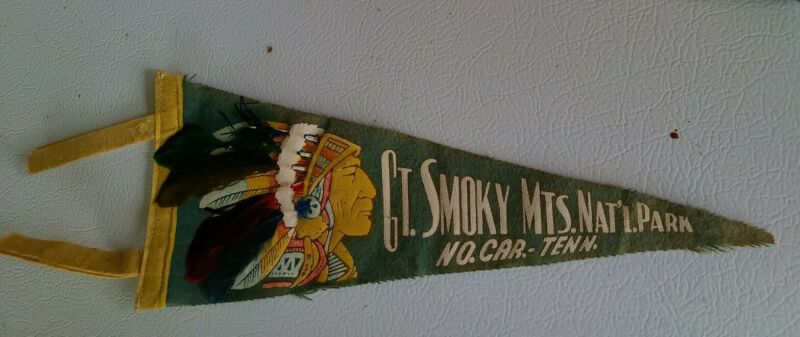 GT. SMOKY MTS. NAT'L. PARK
NO. CAR.-TENN.